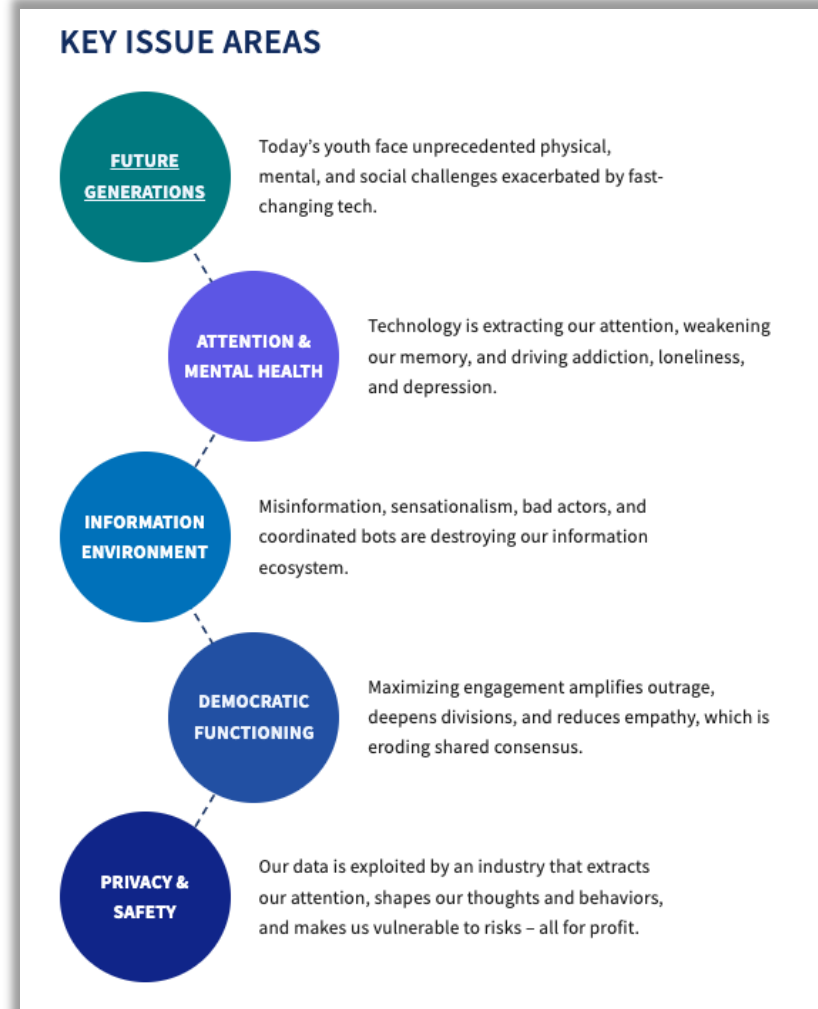 KEY ISSUE AREAS
FUTURE
GENERATIONS
Today's youth face unprecedented physical,
mental, and social challenges exacerbated by fast-
changing tech.
ATTENTION &
MENTAL HEALTH
Technology is extracting our attention, weakening
our memory, and driving addiction, loneliness,
and depression.
INFORMATION
ENVIRONMENT
Misinformation, sensationalism, bad actors, and
coordinated bots are destroying our information
ecosystem.
DEMOCRATIC
FUNCTIONING
Maximizing engagement amplifies outrage,
deepens divisions, and reduces empathy, which is
eroding shared consensus.
PRIVACY &
SAFETY
Our data is exploited by an industry that extracts
our attention, shapes our thoughts and behaviors,
and makes us vulnerable to risks – all for profit.